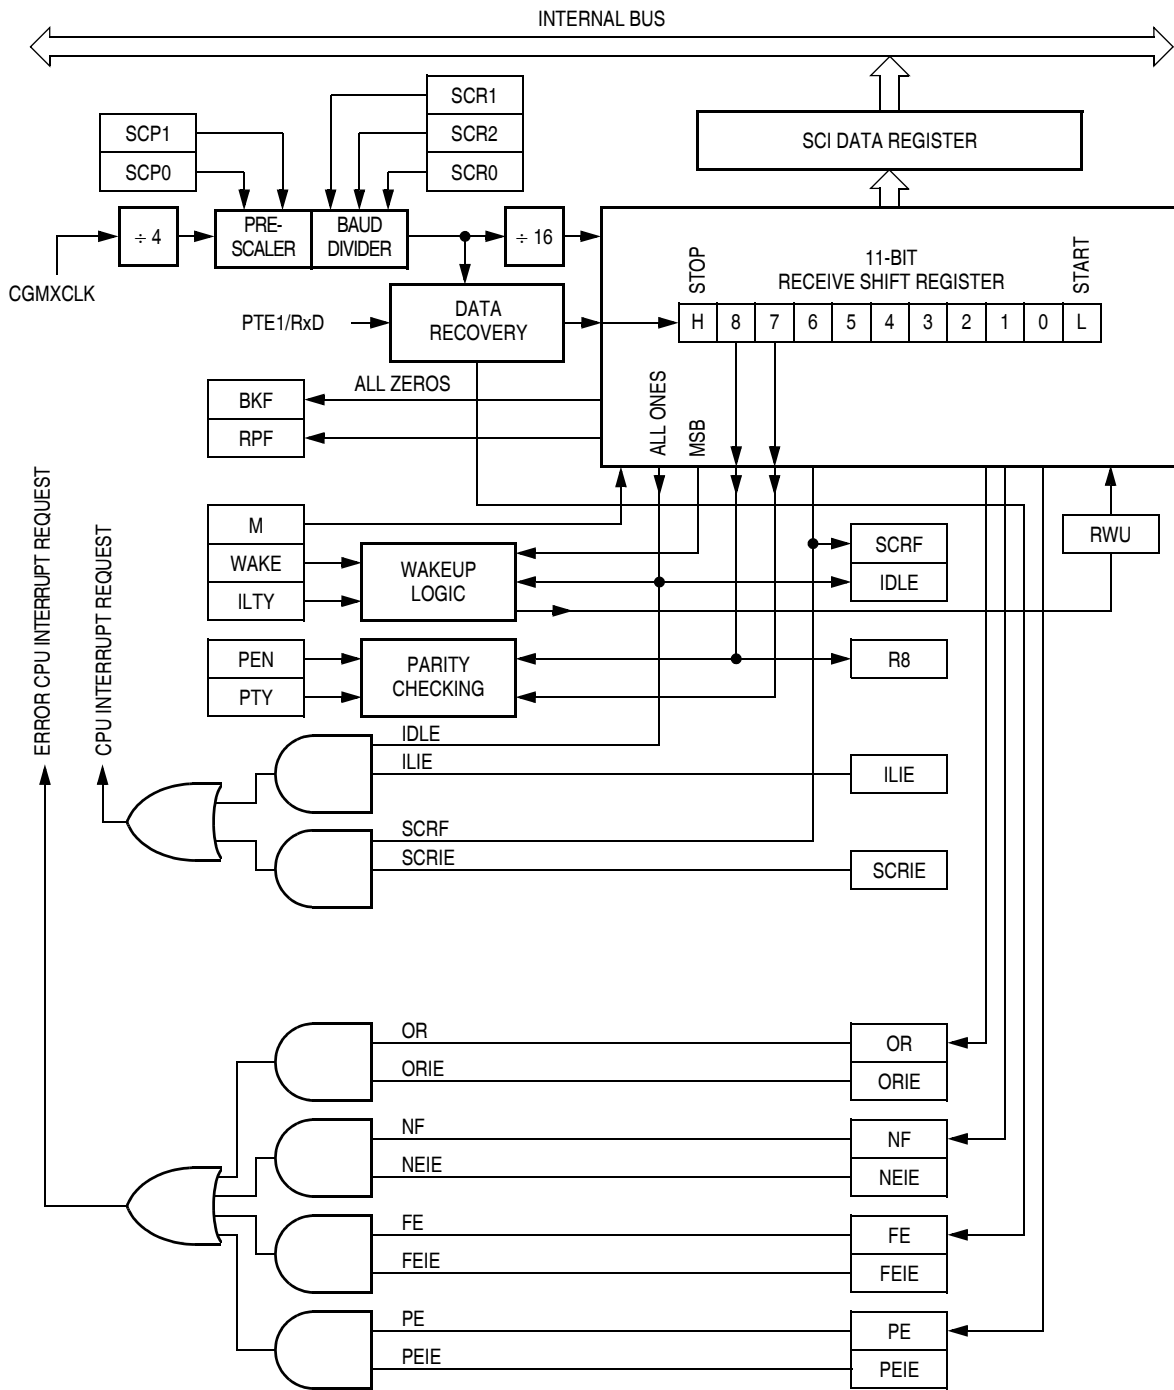 INTERNAL BUS
SCR1
SCR2
SCR0
SCP1
SCP0
SCI DATA REGISTER
÷ 4
PRE-
SCALER
BAUD
DIVIDER
÷ 16
CGMXCLK
STOP
11-BIT
RECEIVE SHIFT REGISTER
START
H 8 7 6 5 4 3 2 1 0 L
PTE1/RxD
DATA
RECOVERY
ALL ZEROS
BKF
RPF
ALL ONES
MSB
ERROR CPU INTERRUPT REQUEST
CPU INTERRUPT REQUEST
M
WAKE
ILTY
WAKEUP
LOGIC
SCRF
IDLE
RWU
PEN
PTY
PARITY
CHECKING
R8
IDLE
ILIE
ILIE
SCRF
SCRIE
SCRIE
OR
OR
ORIE
ORIE
NF
NF
NEIE
NEIE
FE
FE
FEIE
FEIE
PE
PE
PEIE
PEIE